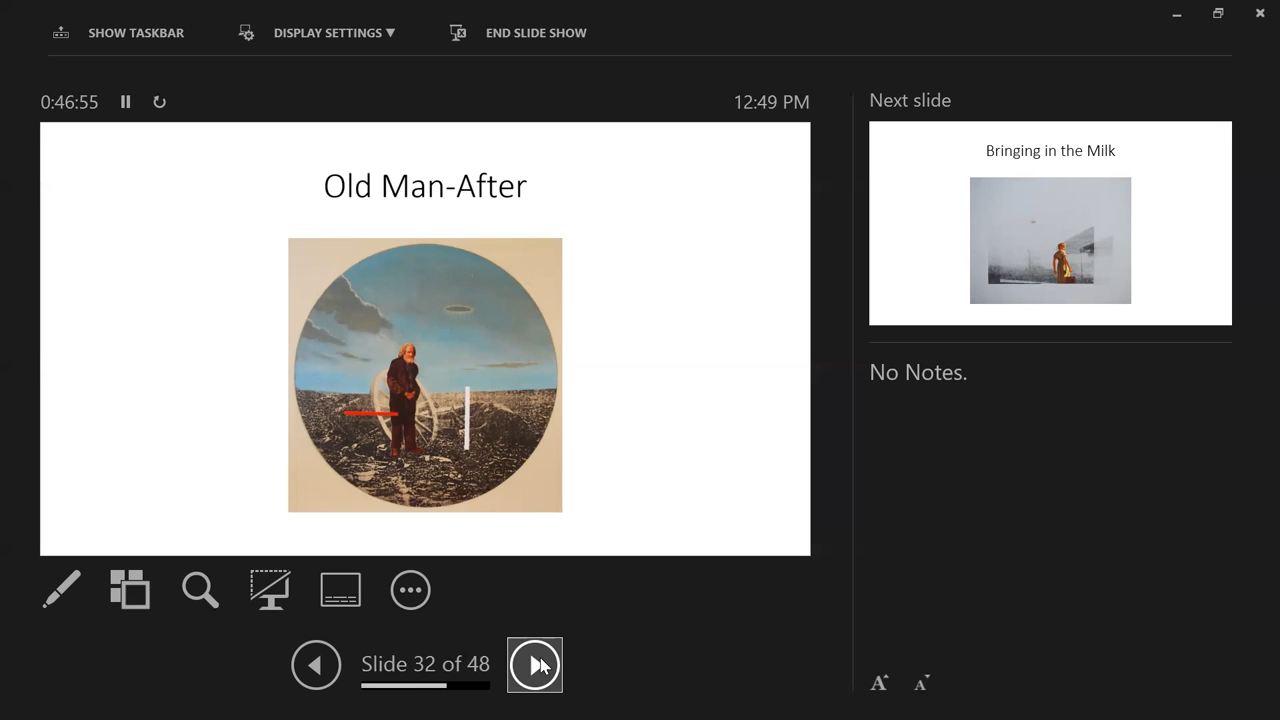 SHOW TASKBAR
DISPLAY SETTINGS ▼
END SLIDE SHOW
0:46:55
12:49 PM
Old Man-After
Next slide
Bringing in the Milk
No Notes.
Slide 32 of 48
A A